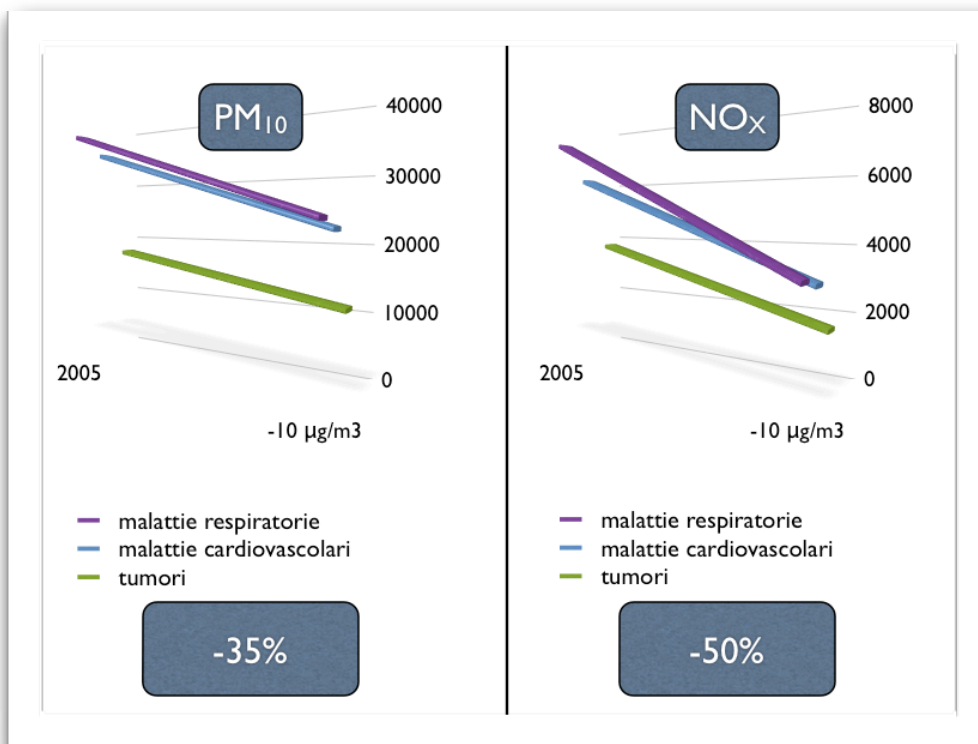 PM10
40000
30000
20000
10000
0
2005
-10 µg/m3
malattie respiratorie
malattie cardiovascolari
tumori
-35%
NOX
8000
6000
4000
2000
0
2005
-10 µg/m3
malattie respiratorie
malattie cardiovascolari
tumori
-50%